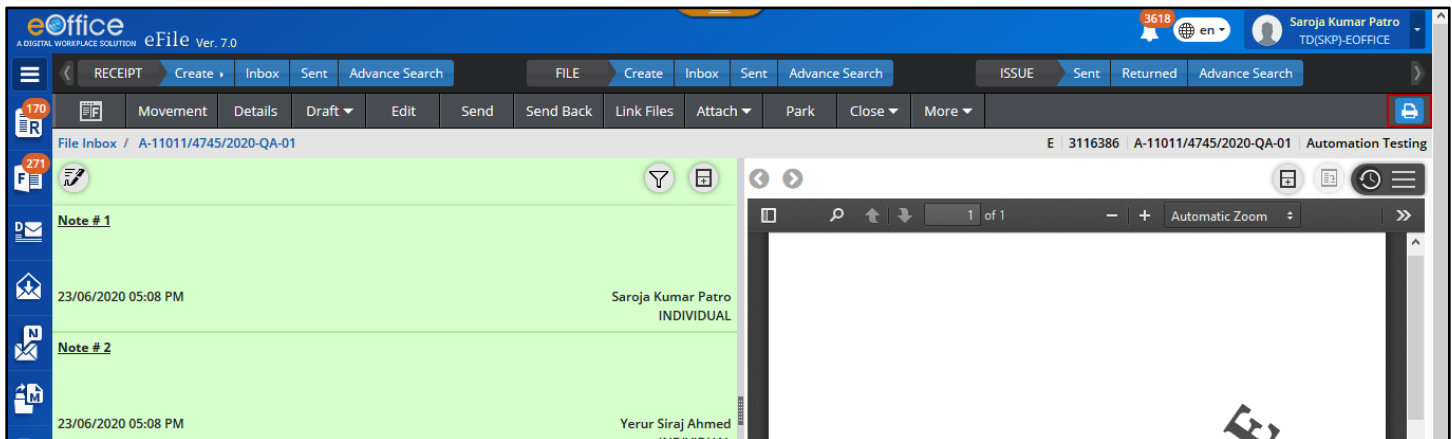 eOffice
A DIGITAL WORKPLACE SOLUTION eFile Ver. 7.0
3618
en
Saroja Kumar Patro
TD(SKP)-EOFFICE
RECEIPT Create Inbox Sent Advance Search FILE Create Inbox Sent Advance Search ISSUE Sent Returned Advance Search
170
R
F Movement Details Draft Edit Send Send Back Link Files Attach Park Close More
File Inbox / A-11011/4745/2020-QA-01
E 3116386 A-11011/4745/2020-QA-01 Automation Testing
271
F
D
N
M
Note # 1
23/06/2020 05:08 PM Saroja Kumar Patro
INDIVIDUAL
Note # 2
23/06/2020 05:08 PM Yerur Siraj Ahmed
1 of 1 Automatic Zoom
E